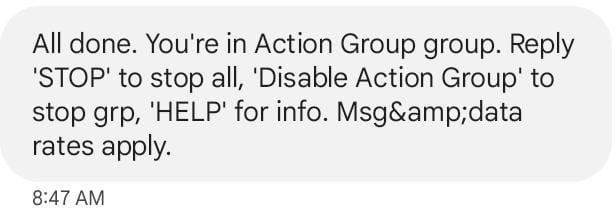 All done. You're in Action Group group. Reply
'STOP' to stop all, 'Disable Action Group' to
stop grp, 'HELP' for info. Msg&amp;data
rates apply.
8:47 AM